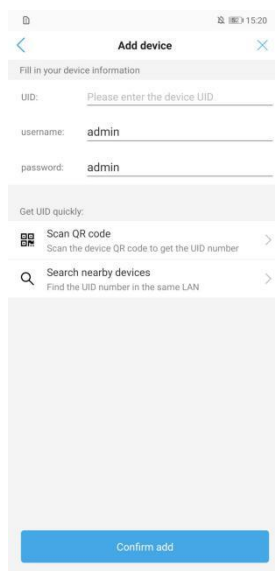 15:20
Add device
Fill in your device information
UID: Please enter the device UID
username: admin
password: admin
Get UID quickly:
Scan QR code
Scan the device QR code to get the UID number
Search nearby devices
Find the UID number in the same LAN
Confirm add